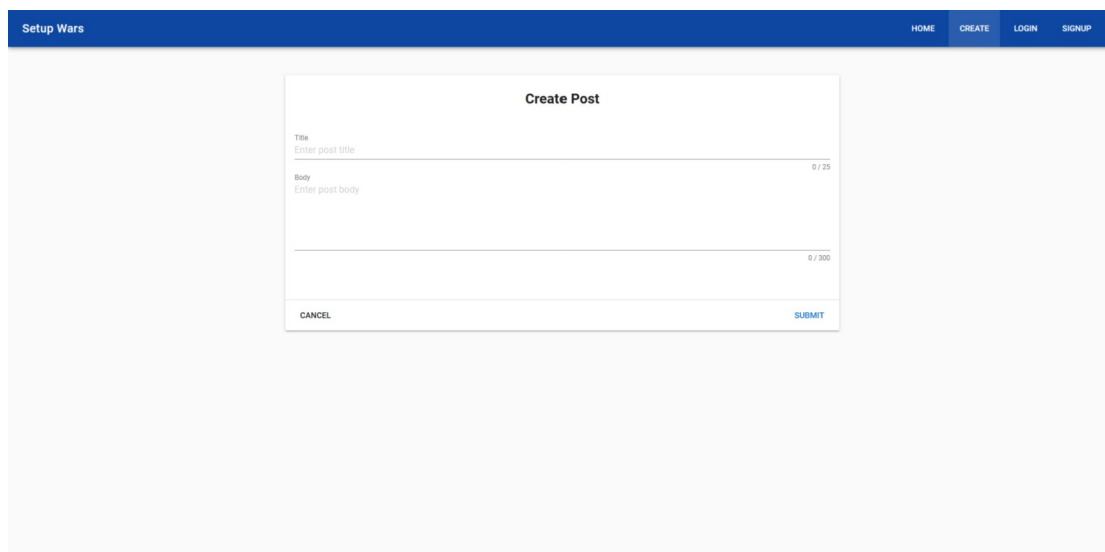 Setup Wars HOME CREATE LOGIN SIGNUP
Create Post
Title
Enter post title
0 / 25
Body
Enter post body
0 / 300
CANCEL SUBMIT